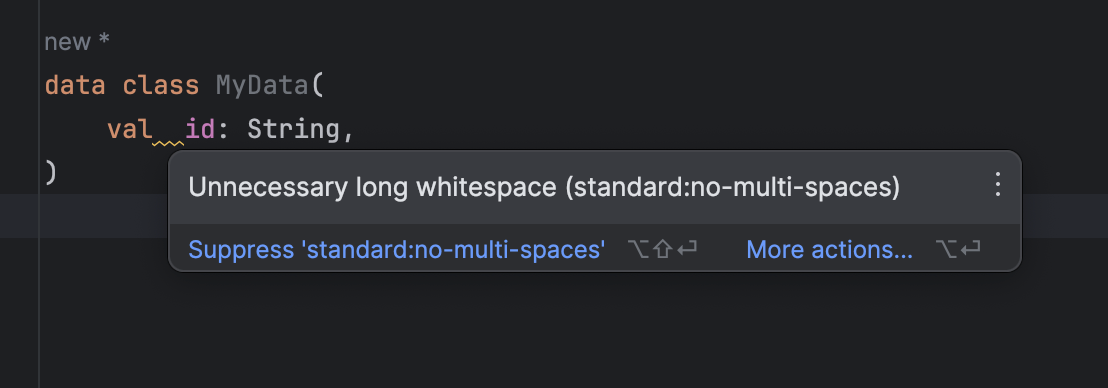 new *
data class MyData(
    val  id: String,
)
Unnecessary long whitespace (standard:no-multi-spaces)
Suppress 'standard:no-multi-spaces' ⌥⇧⏎ More actions... ⌥⏎